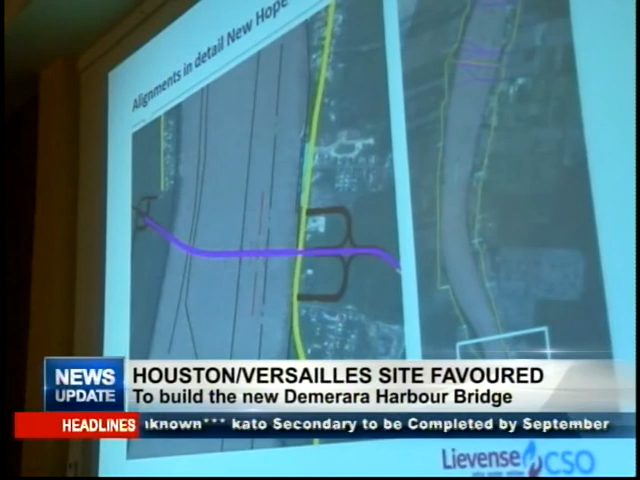 Alignments in detail New Hope
NEWS
UPDATE
HOUSTON/VERSAILLES SITE FAVOURED
To build the new Demerara Harbour Bridge
HEADLINES
known*** kato Secondary to be Completed by September
Lievense CSO